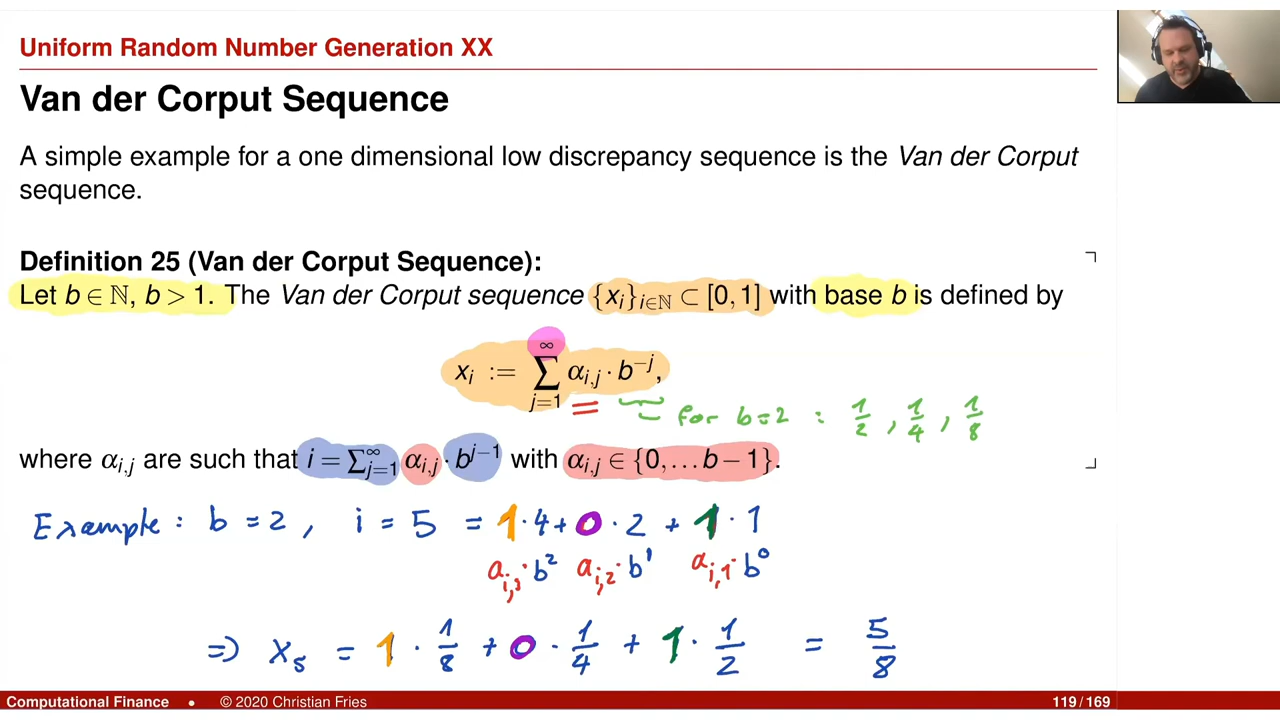 Uniform Random Number Generation XX
Van der Corput Sequence
A simple example for a one dimensional low discrepancy sequence is the Van der Corput
sequence.
Definition 25 (Van der Corput Sequence):
Let b ∈ ℕ, b > 1. The Van der Corput sequence {x_i}_{i∈ℕ} ⊂ [0,1] with base b is defined by
x_i := ∑_{j=1}^{∞} α_{i,j} · b^{−j},
for b=2 : 1/2, 1/4, 1/8
where α_{i,j} are such that i = ∑_{j=1}^{∞} α_{i,j} · b^{j−1} with α_{i,j} ∈ {0,…b−1}.
Example: b = 2, i = 5 = 1·4 + 0·2 + 1·1
a_{i,3}·b^2 a_{i,2}·b^1 a_{i,1}·b^0
⇒ x_5 = 1 · 1/8 + 0 · 1/4 + 1 · 1/2 = 5/8
Computational Finance • © 2020 Christian Fries 119/169